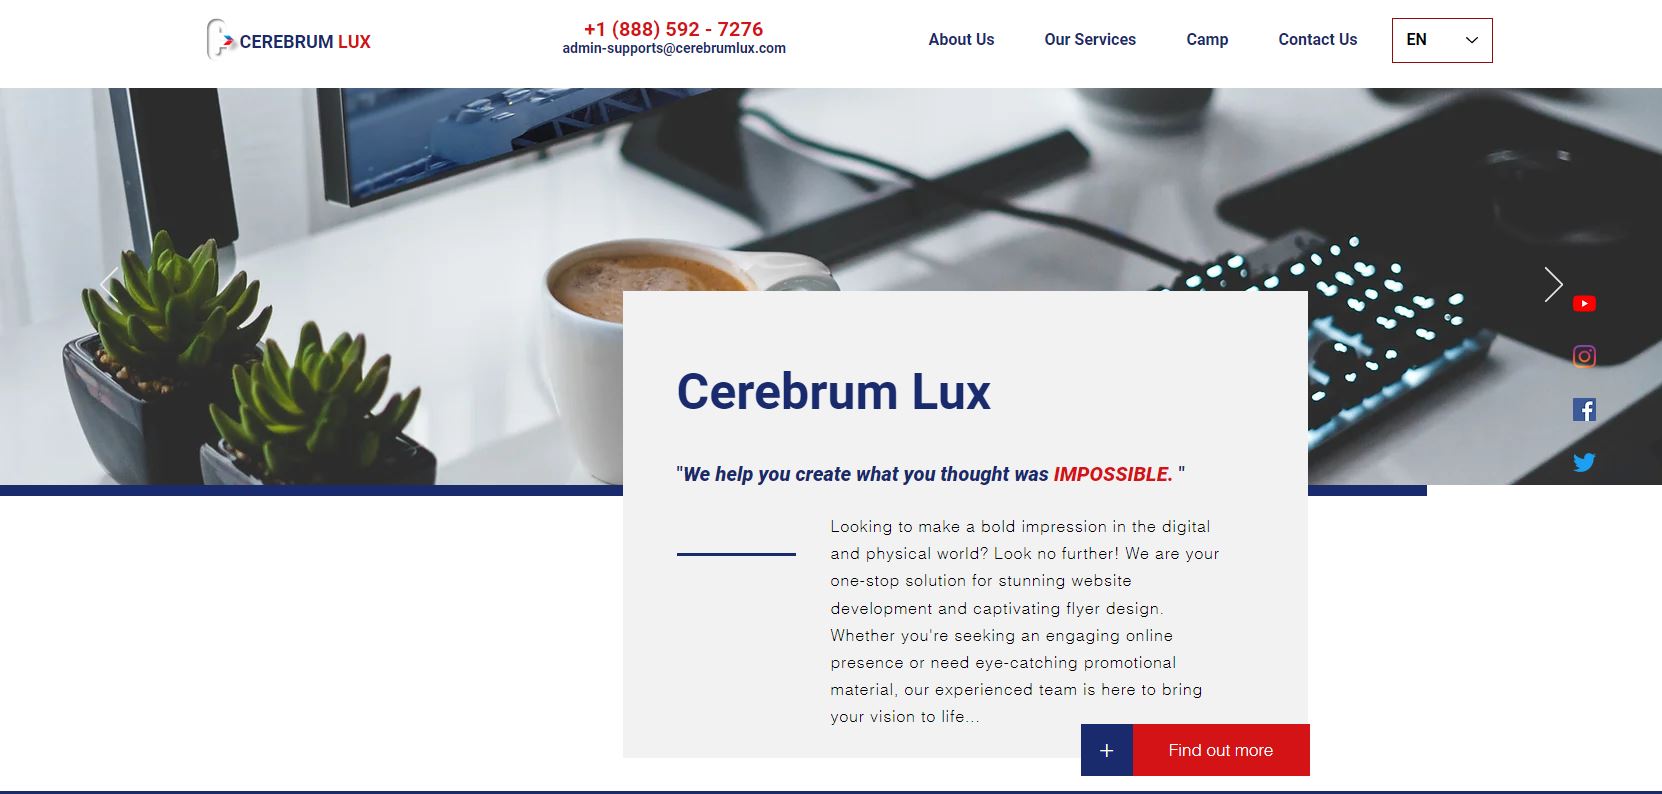 CEREBRUM LUX
+1 (888) 592 - 7276
admin-supports@cerebrumlux.com
About Us
Our Services
Camp
Contact Us
EN
Cerebrum Lux
"We help you create what you thought was IMPOSSIBLE. "
Looking to make a bold impression in the digital
and physical world? Look no further! We are your
one-stop solution for stunning website
development and captivating flyer design.
Whether you're seeking an engaging online
presence or need eye-catching promotional
material, our experienced team is here to bring
your vision to life...
+ Find out more